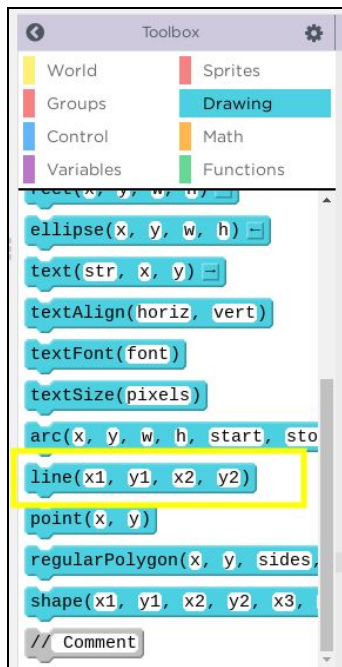 Toolbox
World Sprites
Groups Drawing
Control Math
Variables Functions
rect(x, y, w, h)
ellipse(x, y, w, h)
text(str, x, y)
textAlign(horiz, vert)
textFont(font)
textSize(pixels)
arc(x, y, w, h, start, sto
line(x1, y1, x2, y2)
point(x, y)
regularPolygon(x, y, sides,
shape(x1, y1, x2, y2, x3,
// Comment